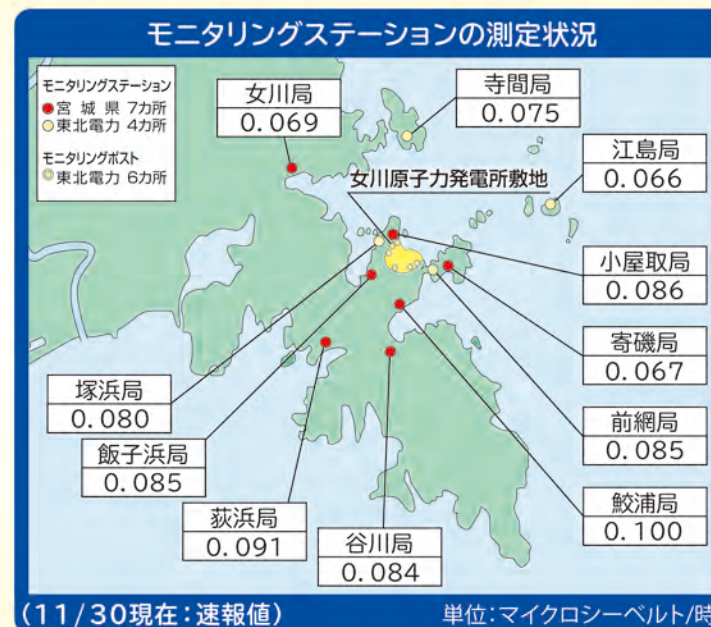 モニタリングステーションの測定状況
モニタリングステーション
宮城県 7カ所
東北電力 4カ所
モニタリングポスト
東北電力 6カ所
女川局
0.069
寺間局
0.075
江島局
0.066
女川原子力発電所敷地
小屋取局
0.086
寄磯局
0.067
前網局
0.085
鮫浦局
0.100
塚浜局
0.080
飯子浜局
0.085
荻浜局
0.091
谷川局
0.084
(11/30現在:速報値)
単位:マイクロシーベルト/時